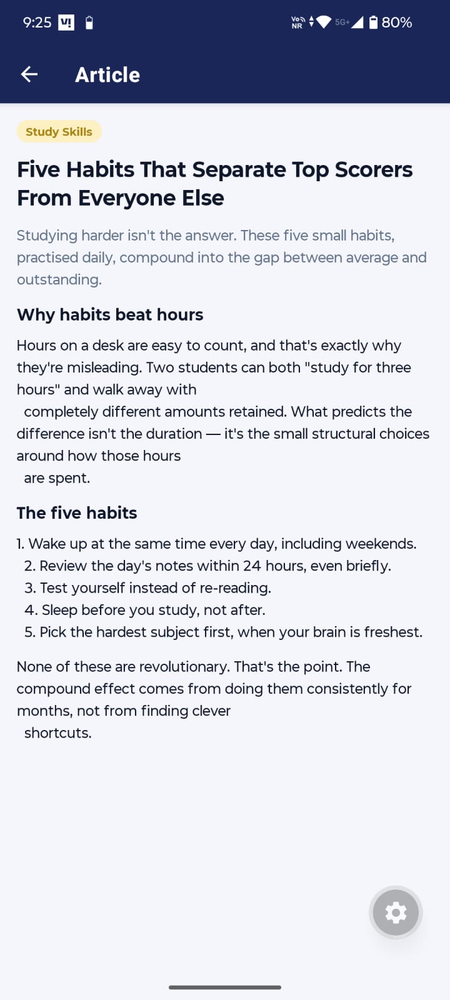 9:25 V! VoNR 5G+ 80%
Article
Study Skills
Five Habits That Separate Top Scorers
From Everyone Else
Studying harder isn't the answer. These five small habits,
practised daily, compound into the gap between average and
outstanding.
Why habits beat hours
Hours on a desk are easy to count, and that's exactly why
they're misleading. Two students can both "study for three
hours" and walk away with
completely different amounts retained. What predicts the
difference isn't the duration — it's the small structural choices
around how those hours
are spent.
The five habits
1. Wake up at the same time every day, including weekends.
2. Review the day's notes within 24 hours, even briefly.
3. Test yourself instead of re-reading.
4. Sleep before you study, not after.
5. Pick the hardest subject first, when your brain is freshest.
None of these are revolutionary. That's the point. The
compound effect comes from doing them consistently for
months, not from finding clever
shortcuts.